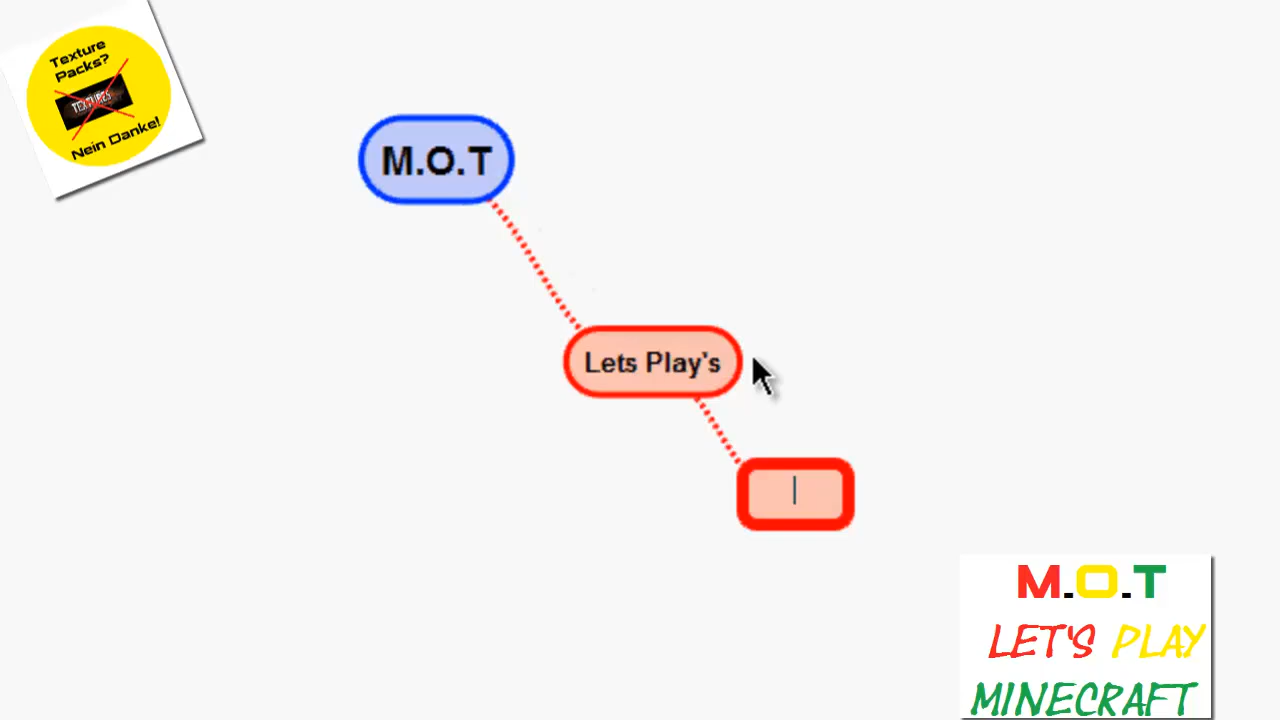 Texture
Packs?
TEXTURES
Nein Danke!
M.O.T
Lets Play's
M.O.T
LET'S PLAY
MINECRAFT